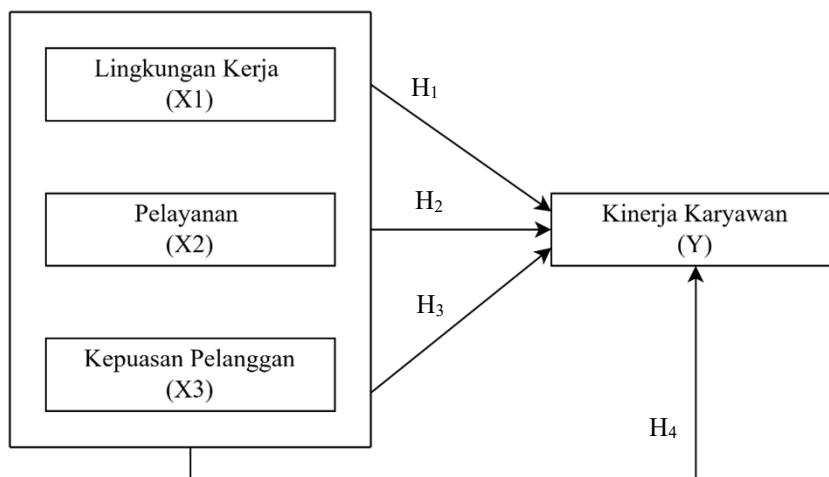 Lingkungan Kerja
(X1)
H1
Pelayanan
(X2)
H2
Kinerja Karyawan
(Y)
H3
Kepuasan Pelanggan
(X3)
H4